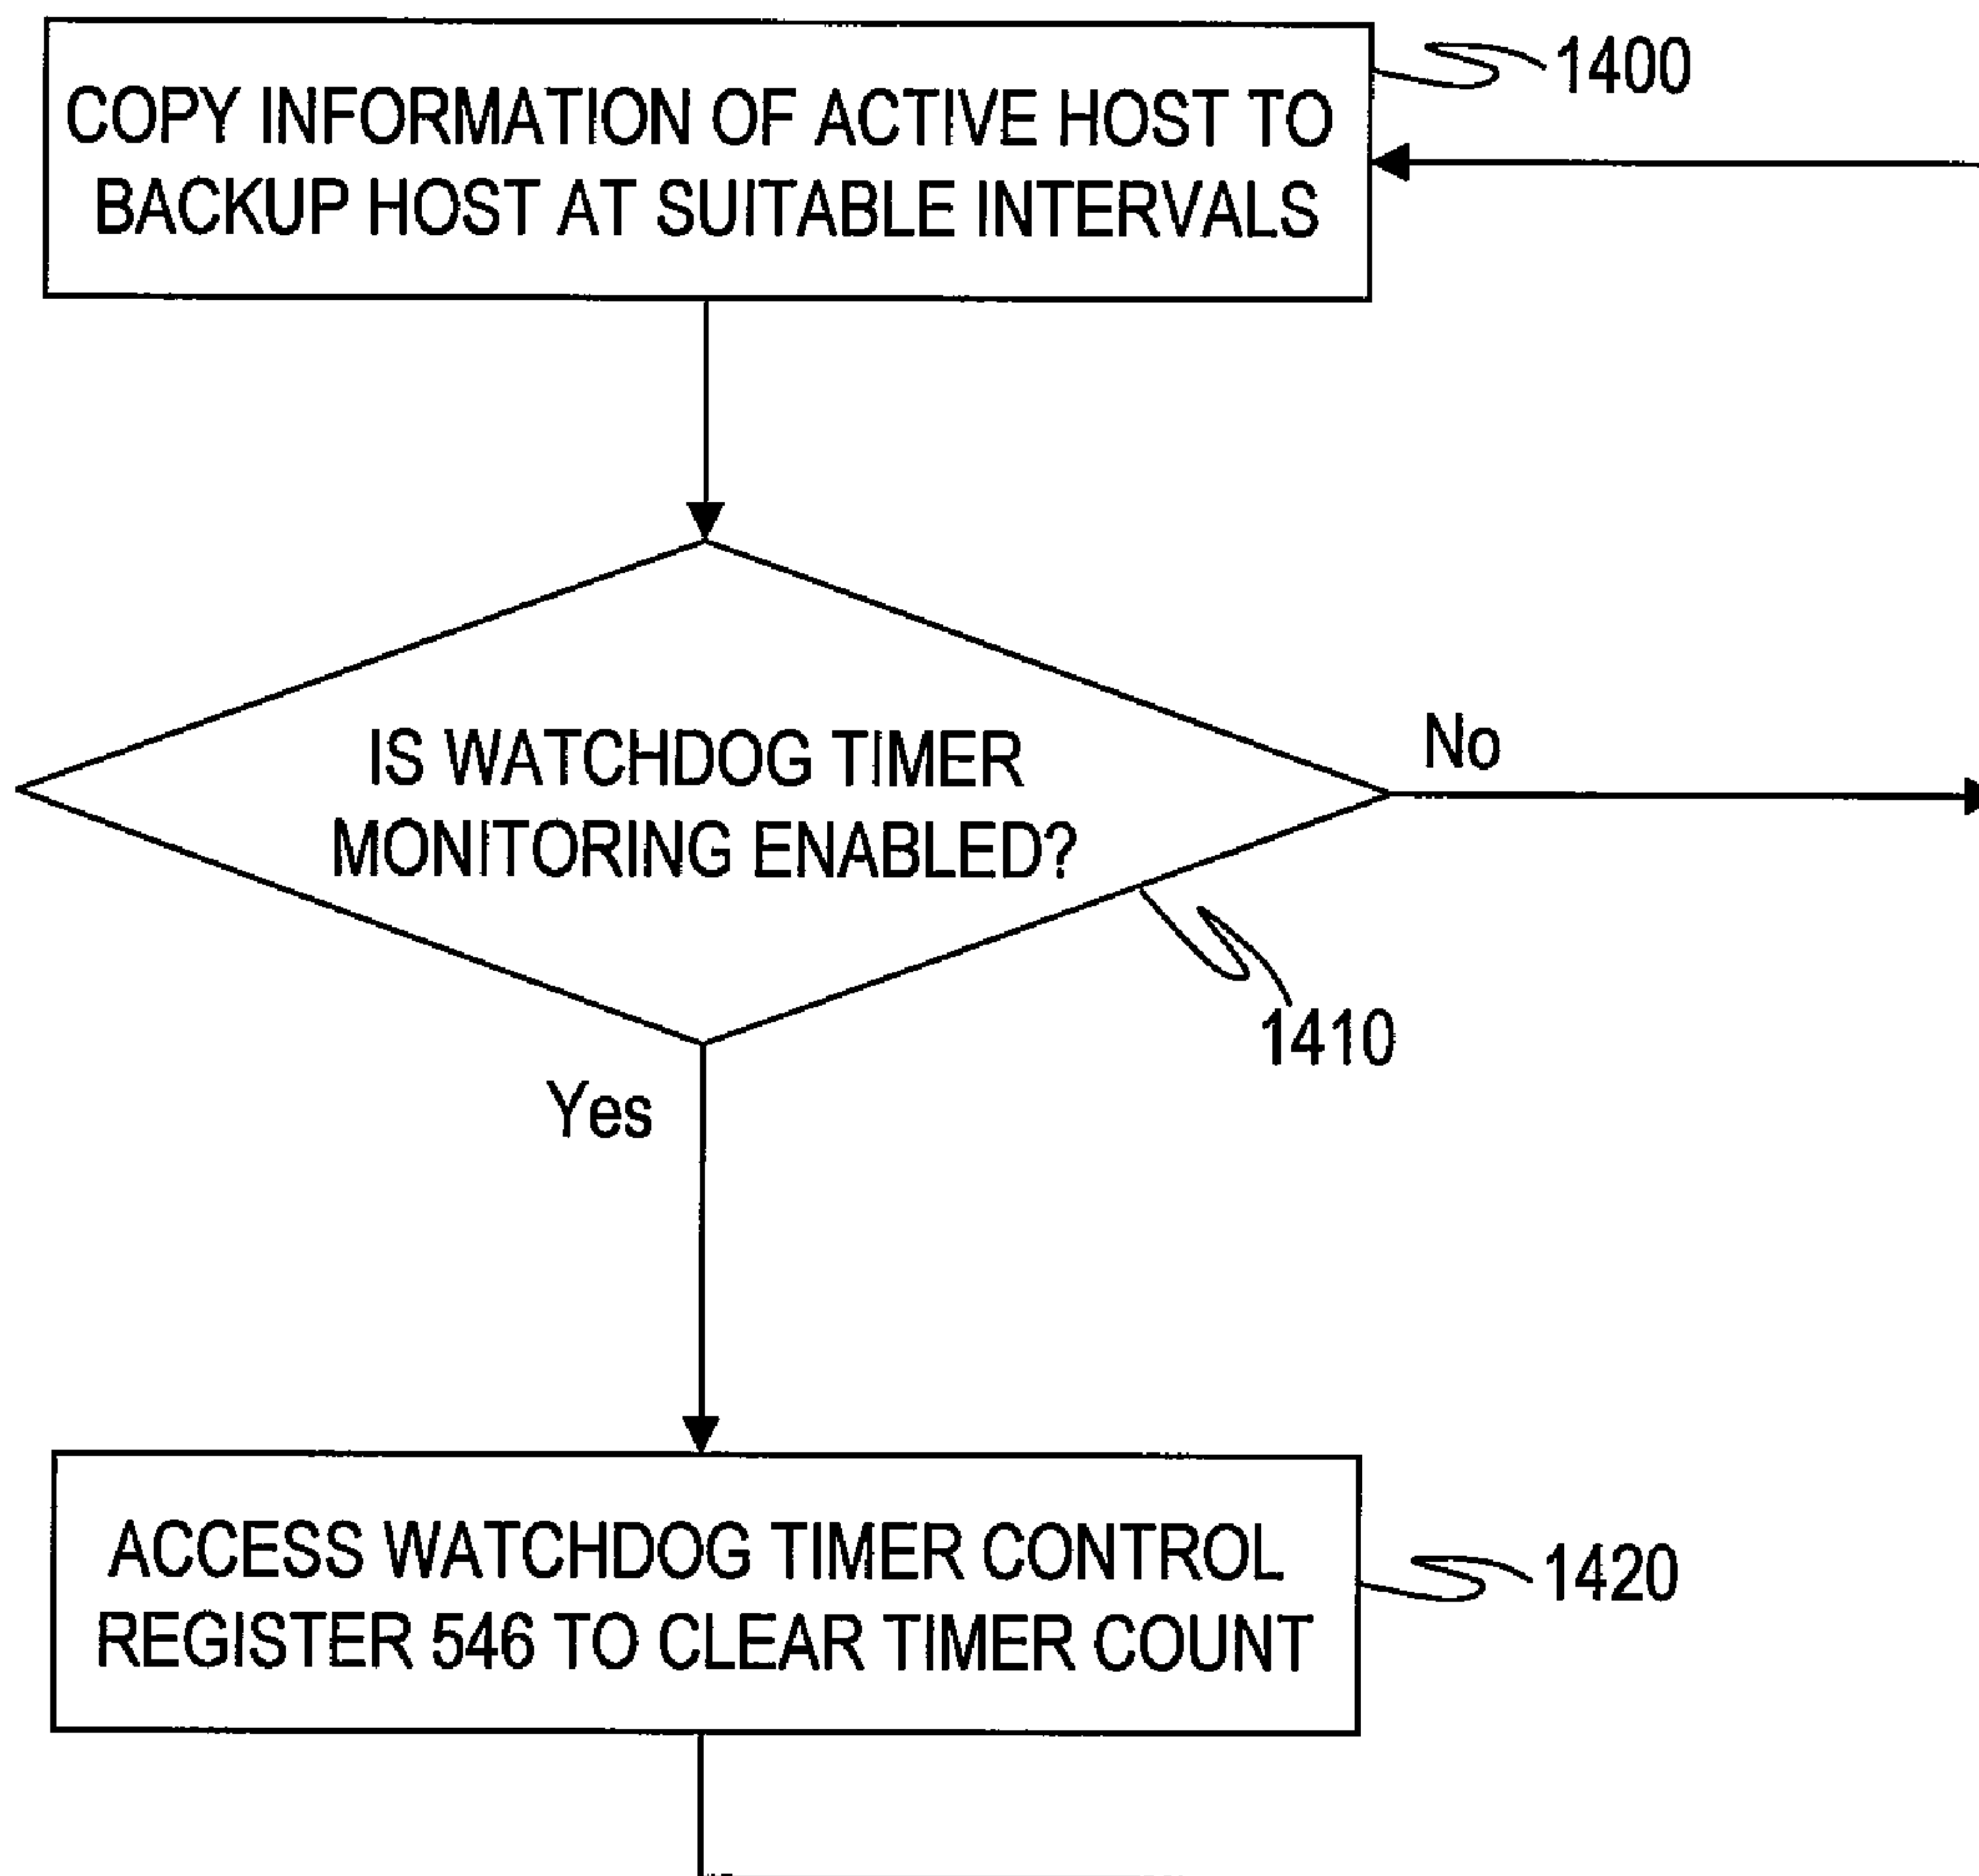 1400
COPY INFORMATION OF ACTIVE HOST TO
BACKUP HOST AT SUITABLE INTERVALS
No
IS WATCHDOG TIMER
MONITORING ENABLED?
1410
Yes
ACCESS WATCHDOG TIMER CONTROL
REGISTER 546 TO CLEAR TIMER COUNT
1420